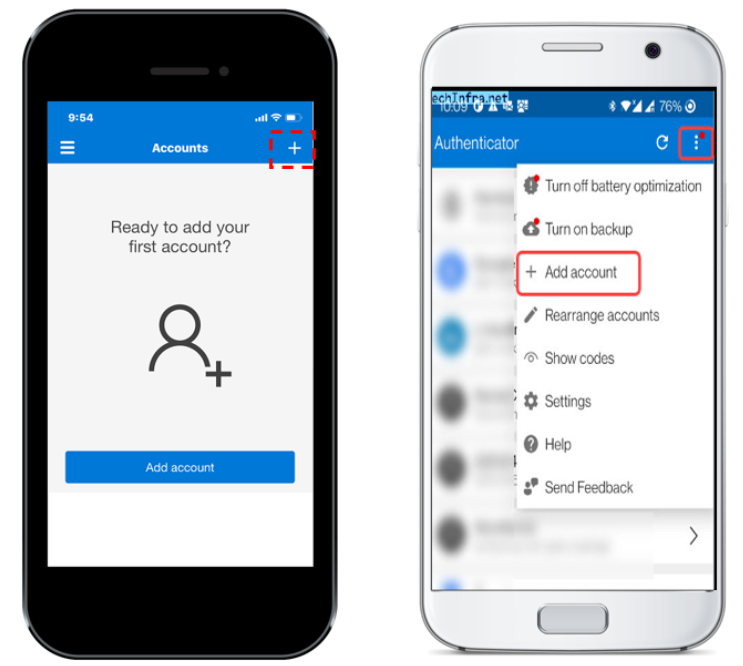 9:54
Accounts
Ready to add your
first account?
Add account
echInfra.net
10:09
76%
Authenticator
Turn off battery optimization
Turn on backup
Add account
Rearrange accounts
Show codes
Settings
Help
Send Feedback